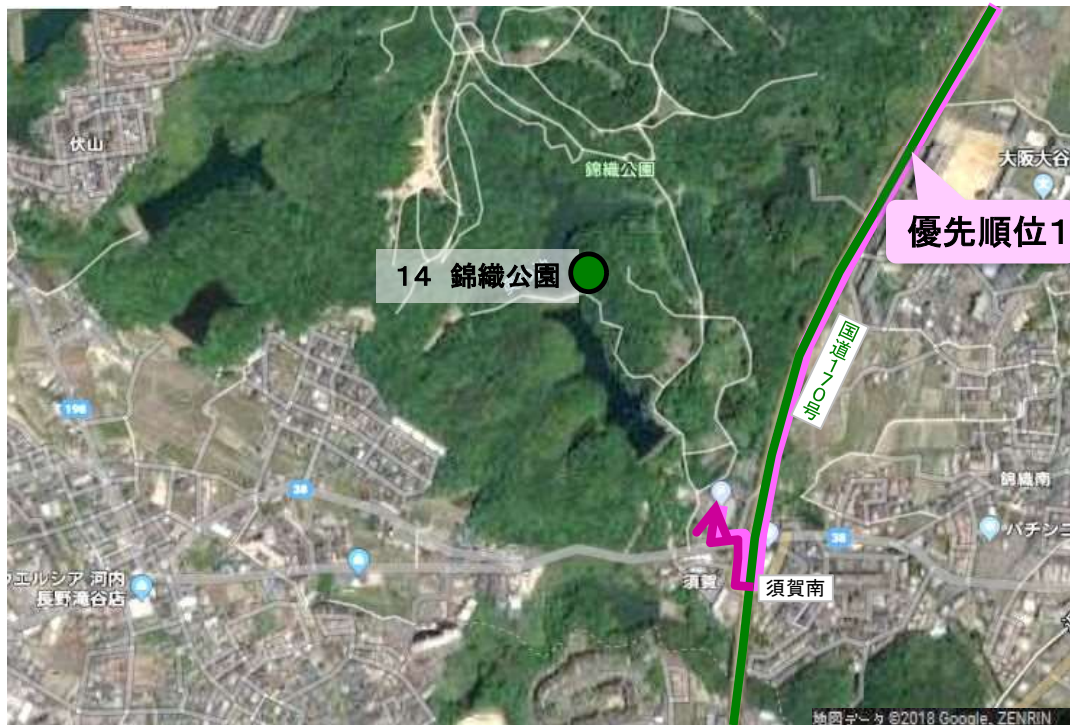 伏山
錦織公園
大阪大谷
優先順位1
14 錦織公園
国道170号
198
38
錦織南
パチンコ
38
ウエルシア 河内
長野滝谷店
須賀
須賀南
地図データ ©2018 Google, ZENRIN